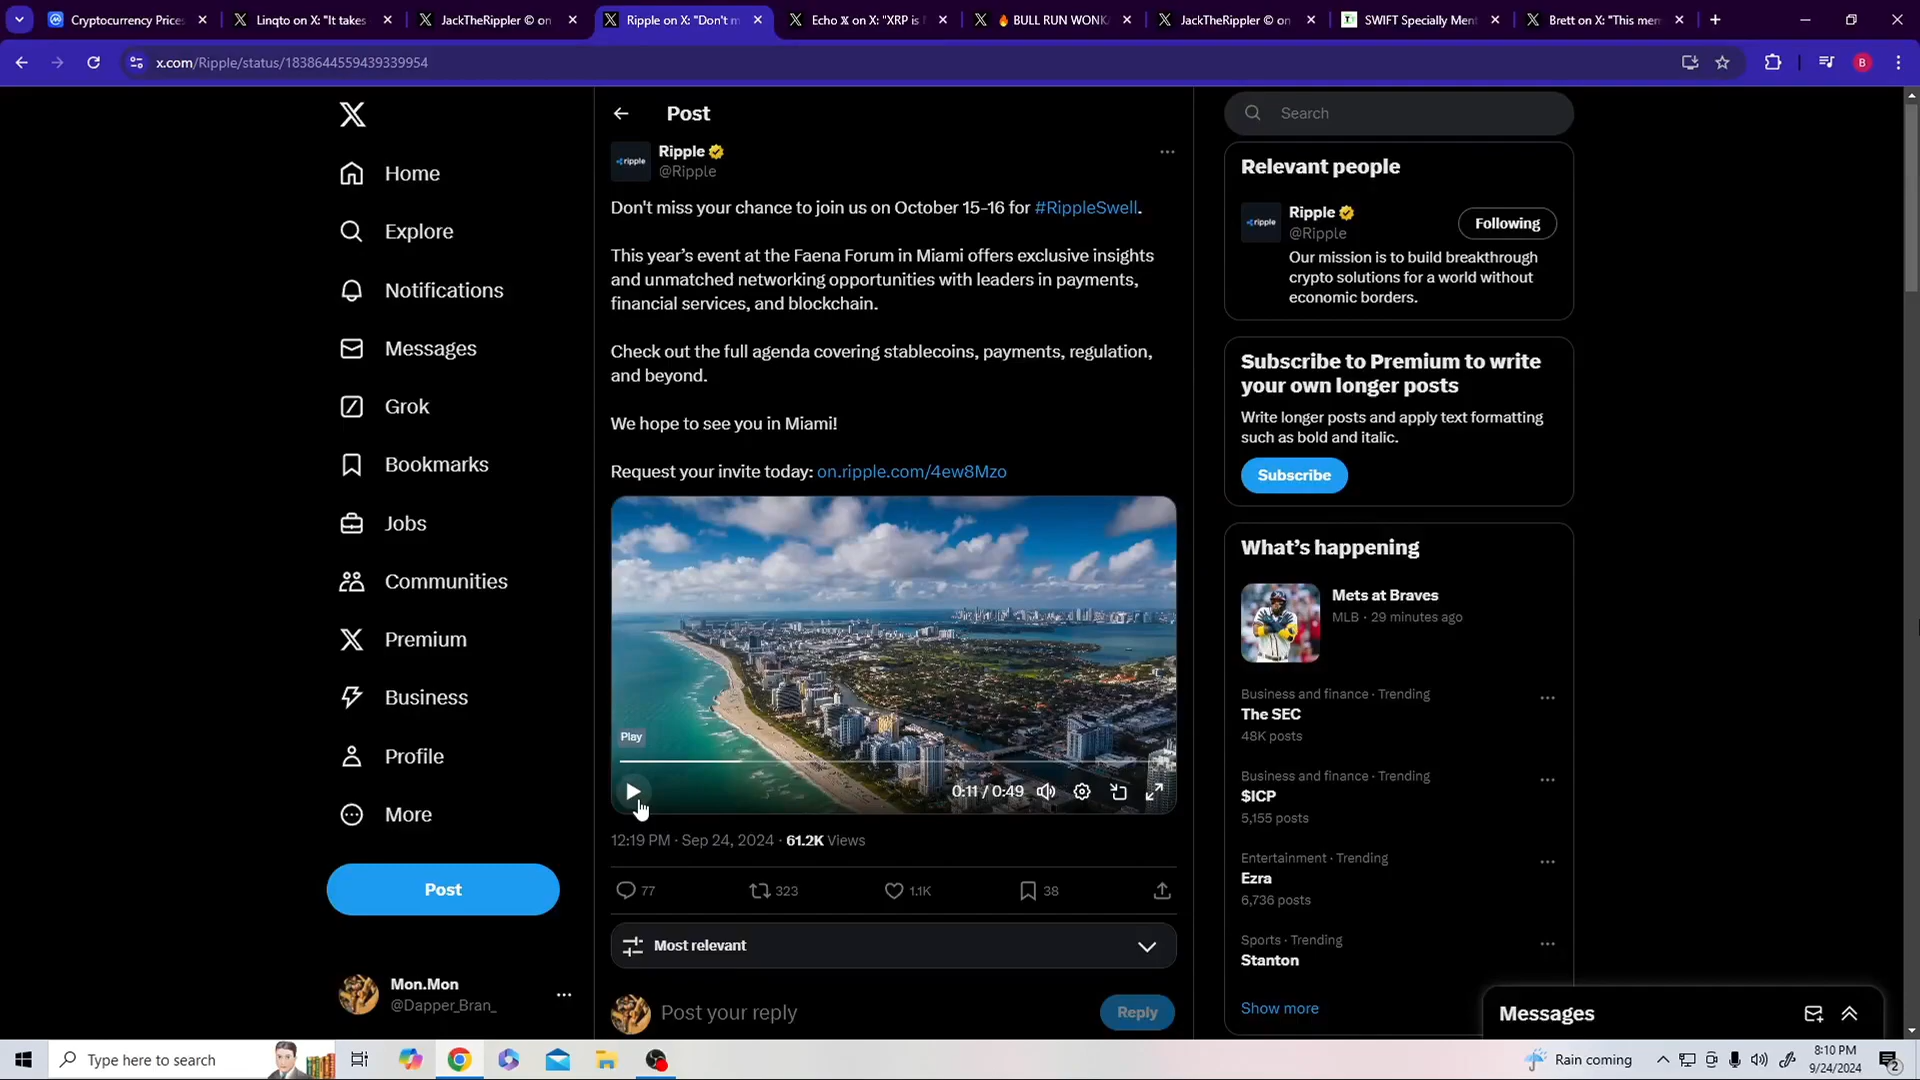 Cryptocurrency Prices
Linqto on X: "It takes
JackTheRippler © on
Ripple on X: "Don't m
Echo X on X: "XRP is
🔥 BULL RUN WONK
JackTheRippler © on
SWIFT Specially Ment
Brett on X: "This mem
x.com/Ripple/status/1838644559439339954
B
Home
Explore
Notifications
Messages
Grok
Bookmarks
Jobs
Communities
Premium
Business
Profile
More
Post
Mon.Mon
@Dapper_Bran_
Post
ripple
Ripple
@Ripple
Don't miss your chance to join us on October 15-16 for #RippleSwell.
This year's event at the Faena Forum in Miami offers exclusive insights
and unmatched networking opportunities with leaders in payments,
financial services, and blockchain.
Check out the full agenda covering stablecoins, payments, regulation,
and beyond.
We hope to see you in Miami!
Request your invite today: on.ripple.com/4ew8Mzo
Play
0:11 / 0:49
12:19 PM · Sep 24, 2024 · 61.2K Views
77
323
1.1K
38
Most relevant
Post your reply
Reply
Search
Relevant people
ripple
Ripple
@Ripple
Following
Our mission is to build breakthrough
crypto solutions for a world without
economic borders.
Subscribe to Premium to write
your own longer posts
Write longer posts and apply text formatting
such as bold and italic.
Subscribe
What's happening
Mets at Braves
MLB · 29 minutes ago
Business and finance · Trending
The SEC
48K posts
Business and finance · Trending
$ICP
5,155 posts
Entertainment · Trending
Ezra
6,736 posts
Sports · Trending
Stanton
Show more
Messages
Type here to search
Rain coming
8:10 PM
9/24/2024
2